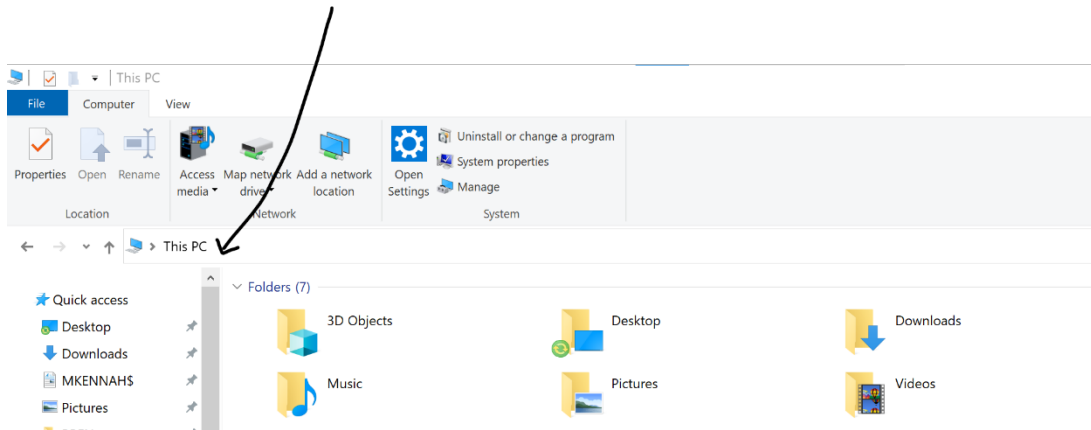 This PC
File Computer View
Properties Open Rename Access media Map network drive Add a network location Open Settings Uninstall or change a program
System properties
Manage
Location Network System
This PC
Quick access
Desktop
Downloads
MKENNAH$
Pictures
Folders (7)
3D Objects Desktop Downloads
Music Pictures Videos